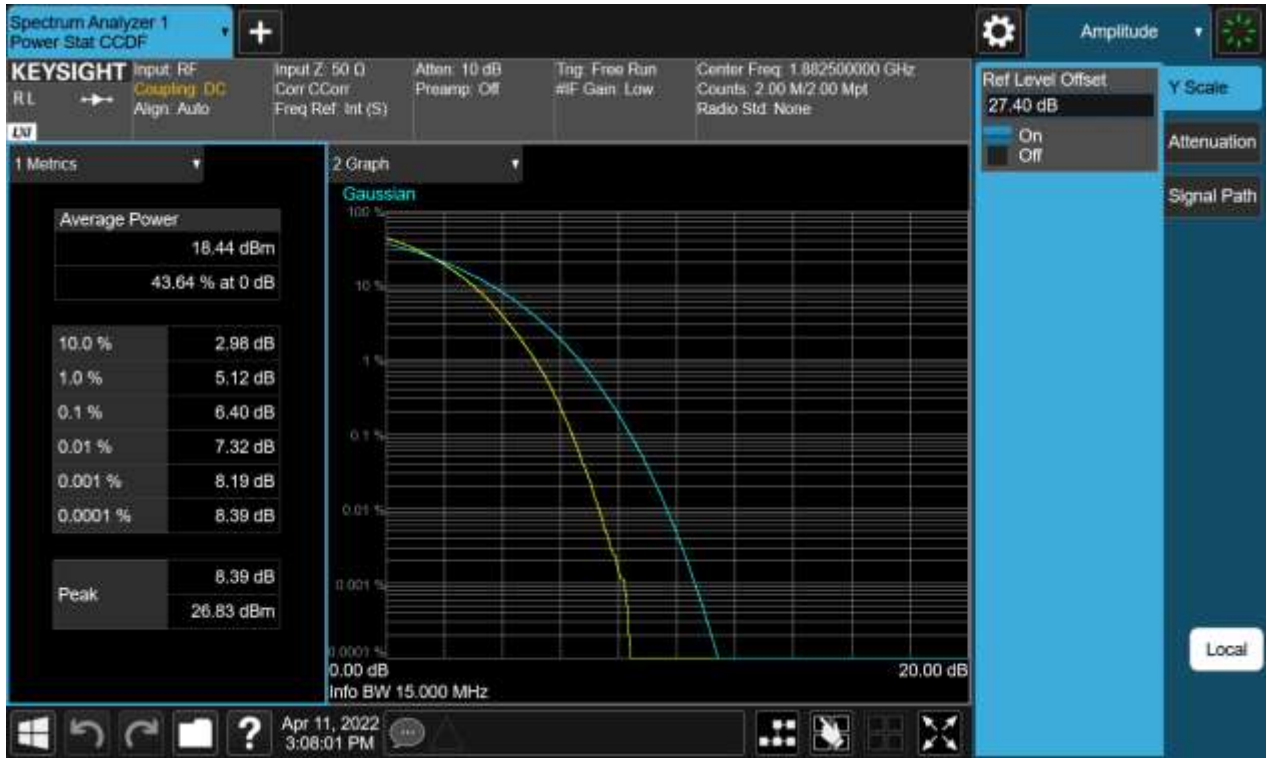 Spectrum Analyzer 1
Power Stat CCDF
+
Amplitude
KEYSIGHT
RL
LXI
Input: RF
Coupling: DC
Align: Auto
Input Z: 50 Ω
Corr CCorr
Freq Ref: Int (S)
Atten: 10 dB
Preamp: Off
Trig: Free Run
#IF Gain: Low
Center Freq: 1.882500000 GHz
Counts: 2.00 M/2.00 Mpt
Radio Std: None
Ref Level Offset
27.40 dB
On
Off
Y Scale
Attenuation
Signal Path
Local
1 Metrics
Average Power
18.44 dBm
43.64 % at 0 dB
10.0 % 2.98 dB
1.0 % 5.12 dB
0.1 % 6.40 dB
0.01 % 7.32 dB
0.001 % 8.19 dB
0.0001 % 8.39 dB
Peak 8.39 dB
26.83 dBm
2 Graph
Gaussian
100 %
10 %
1 %
0.1 %
0.01 %
0.001 %
0.0001 %
0.00 dB 20.00 dB
Info BW 15.000 MHz
?
Apr 11, 2022
3:08:01 PM